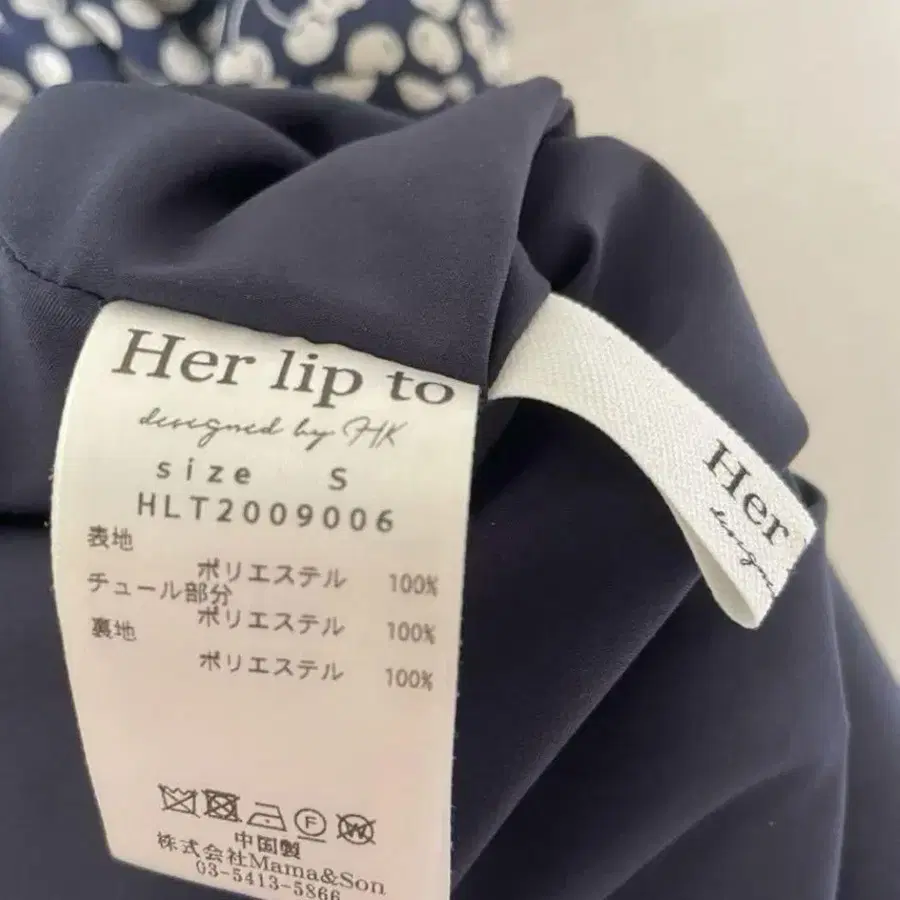 Her lip to
designed by HK
size S
HLT2009006
表地
ポリエステル 100%
チュール部分
ポリエステル 100%
裏地
ポリエステル 100%
F W
中国製
株式会社Mama&Son
03-5413-5866
Her
design